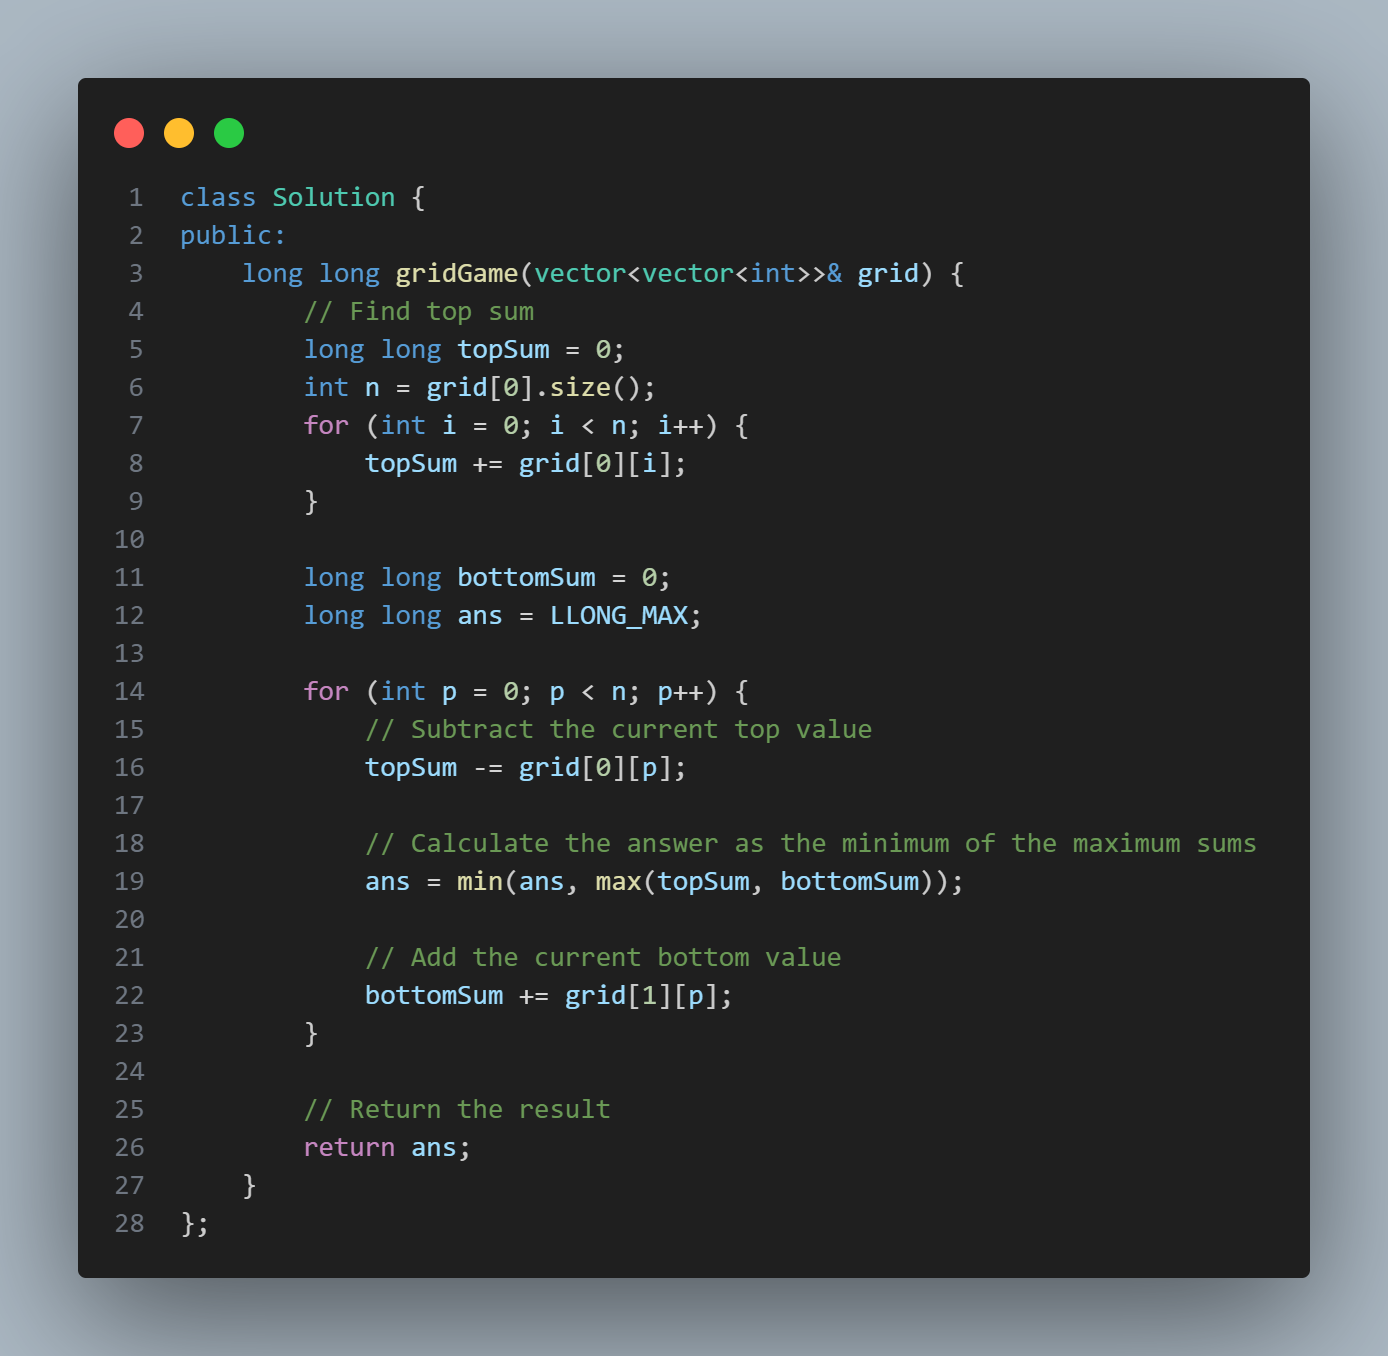 1 class Solution {
2 public:
3     long long gridGame(vector<vector<int>>& grid) {
4         // Find top sum
5         long long topSum = 0;
6         int n = grid[0].size();
7         for (int i = 0; i < n; i++) {
8             topSum += grid[0][i];
9         }
10
11         long long bottomSum = 0;
12         long long ans = LLONG_MAX;
13
14         for (int p = 0; p < n; p++) {
15             // Subtract the current top value
16             topSum -= grid[0][p];
17
18             // Calculate the answer as the minimum of the maximum sums
19             ans = min(ans, max(topSum, bottomSum));
20
21             // Add the current bottom value
22             bottomSum += grid[1][p];
23         }
24
25         // Return the result
26         return ans;
27     }
28 };